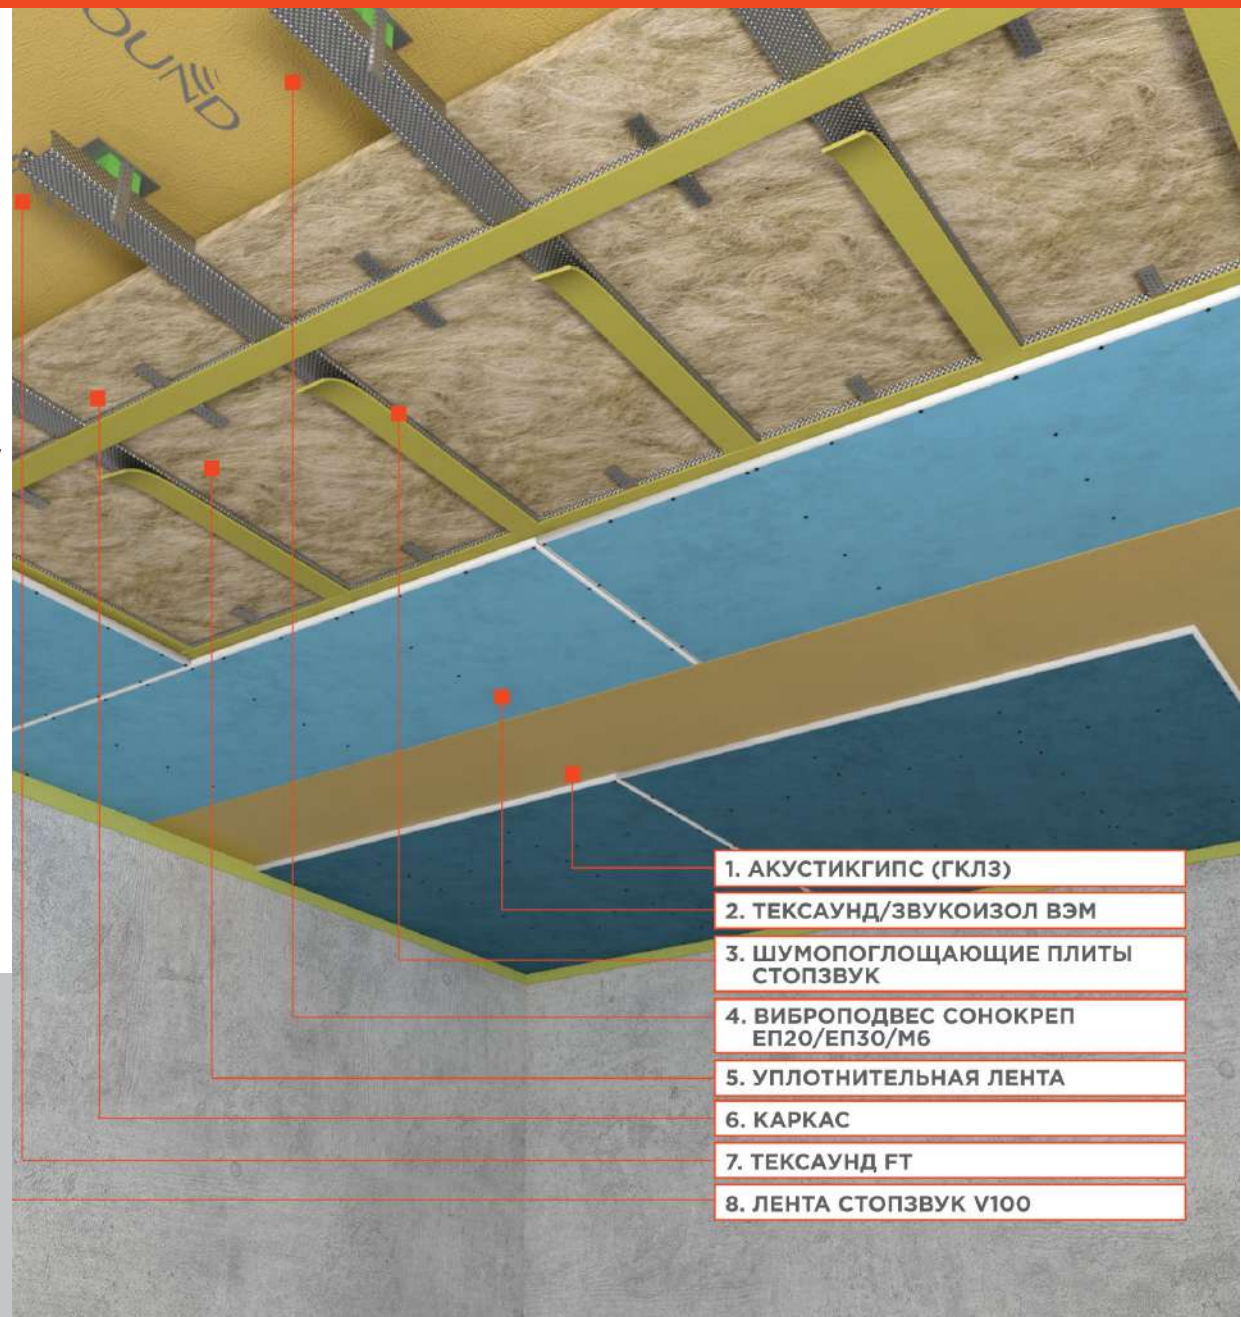 OUND
1. АКУСТИКГИПС (ГКЛЗ)
2. ТЕКСАУНД/ЗВУКОИЗОЛ ВЭМ
3. ШУМОПОГЛОЩАЮЩИЕ ПЛИТЫ
СТОПЗВУК
4. ВИБРОПОДВЕС СОНОКРЕП
ЕП20/ЕП30/М6
5. УПЛОТНИТЕЛЬНАЯ ЛЕНТА
6. КАРКАС
7. ТЕКСАУНД FT
8. ЛЕНТА СТОПЗВУК V100